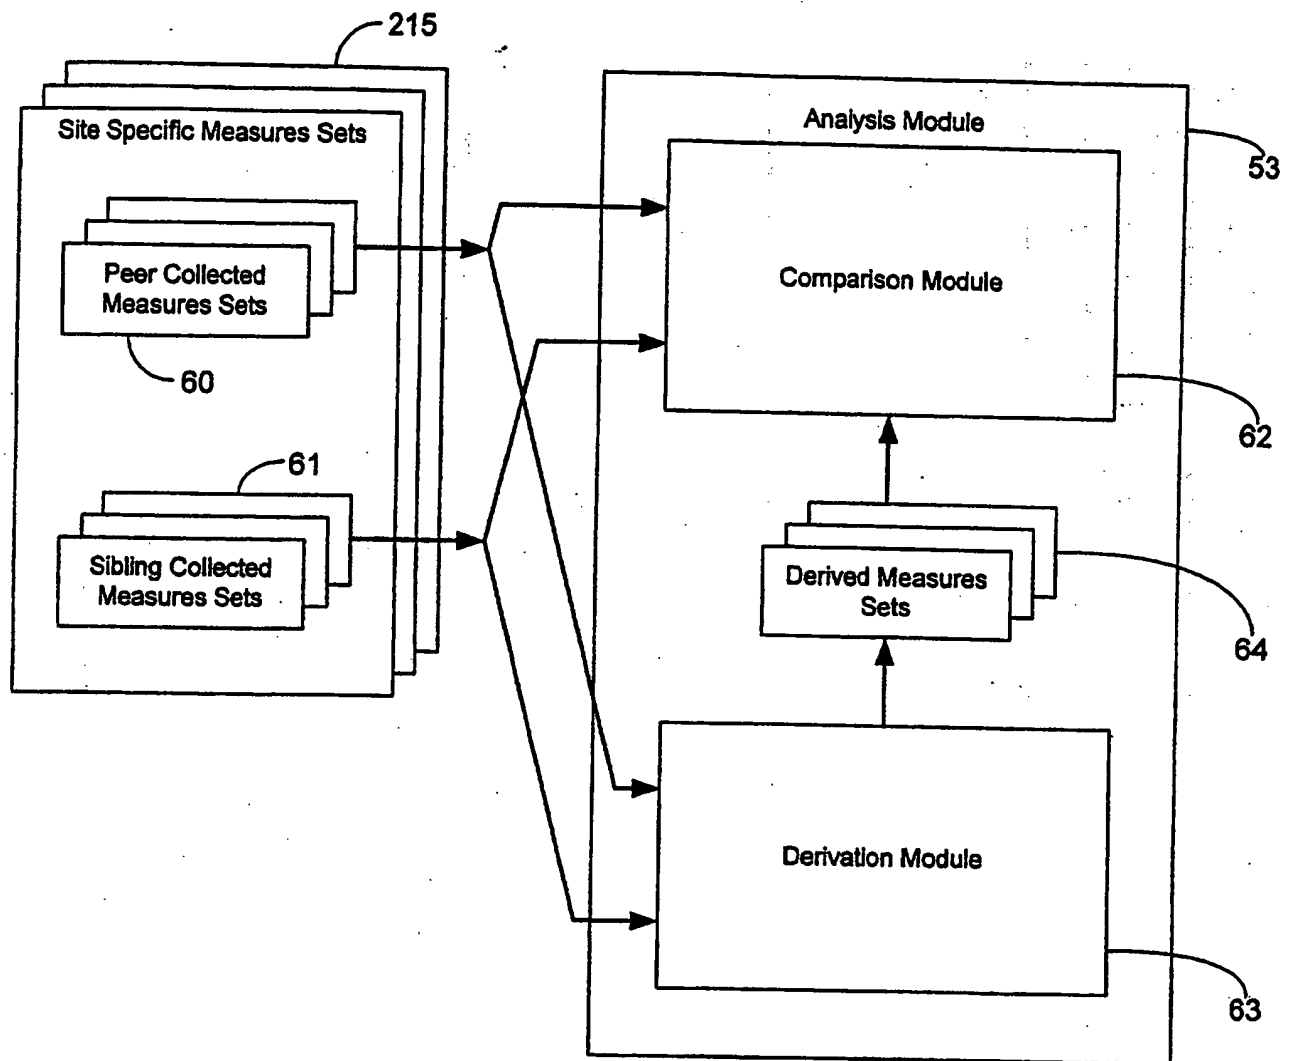 215
Site Specific Measures Sets
Analysis Module
53
Peer Collected
Measures Sets
Comparison Module
60
62
61
Sibling Collected
Measures Sets
Derived Measures
Sets
64
Derivation Module
63